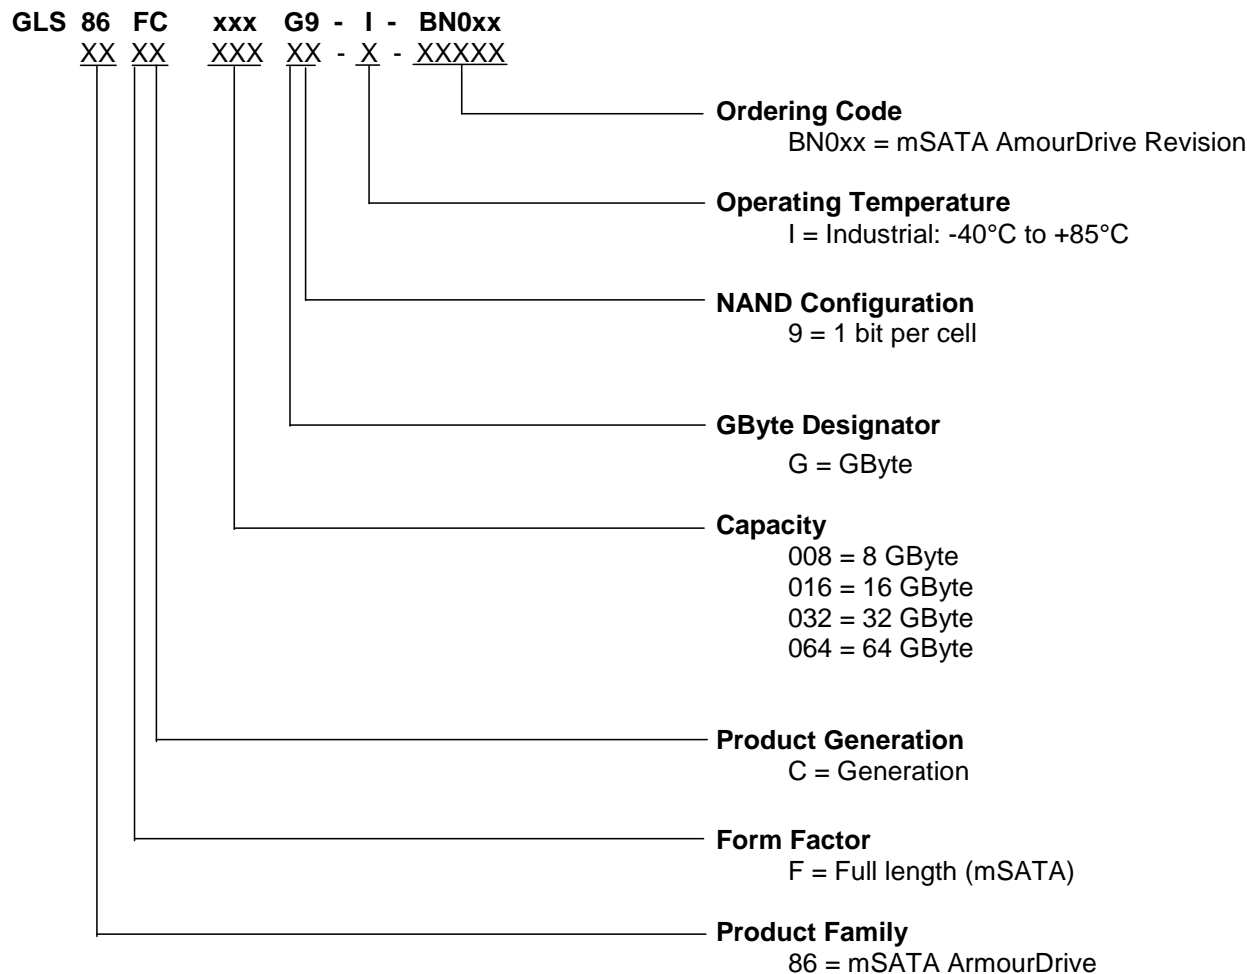 GLS 86 FC xxx G9 - I - BN0xx
XX XX XXX XX - X - XXXXX
Ordering Code
BN0xx = mSATA AmourDrive Revision
Operating Temperature
I = Industrial: -40°C to +85°C
NAND Configuration
9 = 1 bit per cell
GByte Designator
G = GByte
Capacity
008 = 8 GByte
016 = 16 GByte
032 = 32 GByte
064 = 64 GByte
Product Generation
C = Generation
Form Factor
F = Full length (mSATA)
Product Family
86 = mSATA ArmourDrive